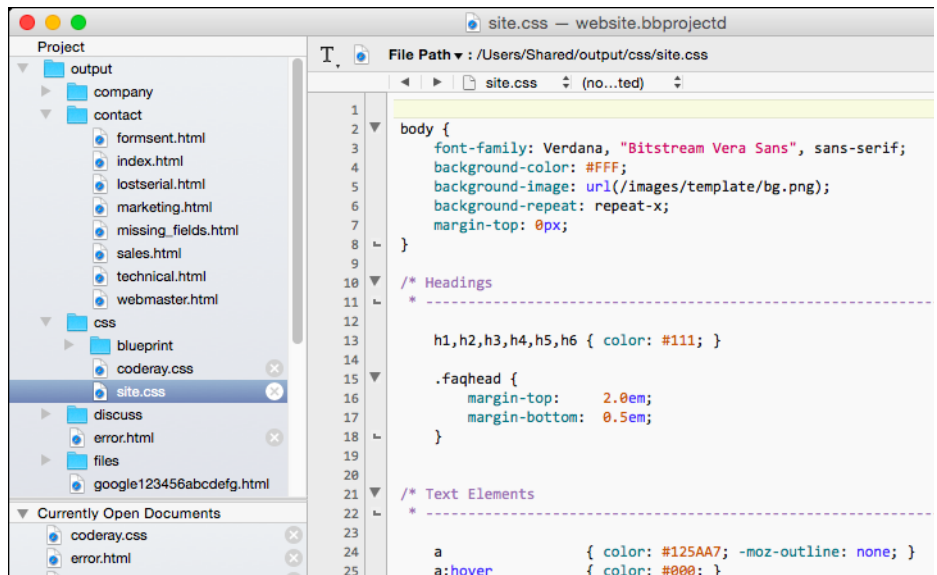 site.css — website.bbprojectd
Project
output
company
contact
formsent.html
index.html
lostserial.html
marketing.html
missing_fields.html
sales.html
technical.html
webmaster.html
css
blueprint
coderay.css
site.css
discuss
error.html
files
google123456abcdefg.html
Currently Open Documents
coderay.css
error.html
T File Path ▾ : /Users/Shared/output/css/site.css
site.css (no...ted)
1
2 body {
3 font-family: Verdana, "Bitstream Vera Sans", sans-serif;
4 background-color: #FFF;
5 background-image: url(/images/template/bg.png);
6 background-repeat: repeat-x;
7 margin-top: 0px;
8 }
9
10 /* Headings
11 * ------------------------------------------------------------
12
13 h1,h2,h3,h4,h5,h6 { color: #111; }
14
15 .faqhead {
16 margin-top: 2.0em;
17 margin-bottom: 0.5em;
18 }
19
20
21 /* Text Elements
22 * ------------------------------------------------------------
23
24 a { color: #125AA7; -moz-outline: none; }
25 a:hover { color: #000; }